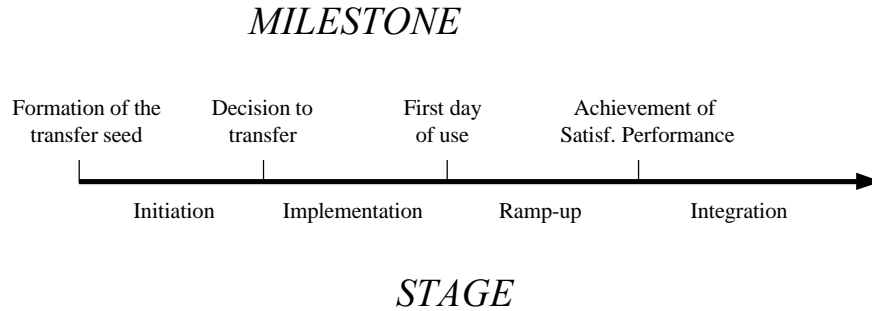 MILESTONE
Formation of the
transfer seed
Decision to
transfer
First day
of use
Achievement of
Satisf. Performance
Initiation
Implementation
Ramp-up
Integration
STAGE